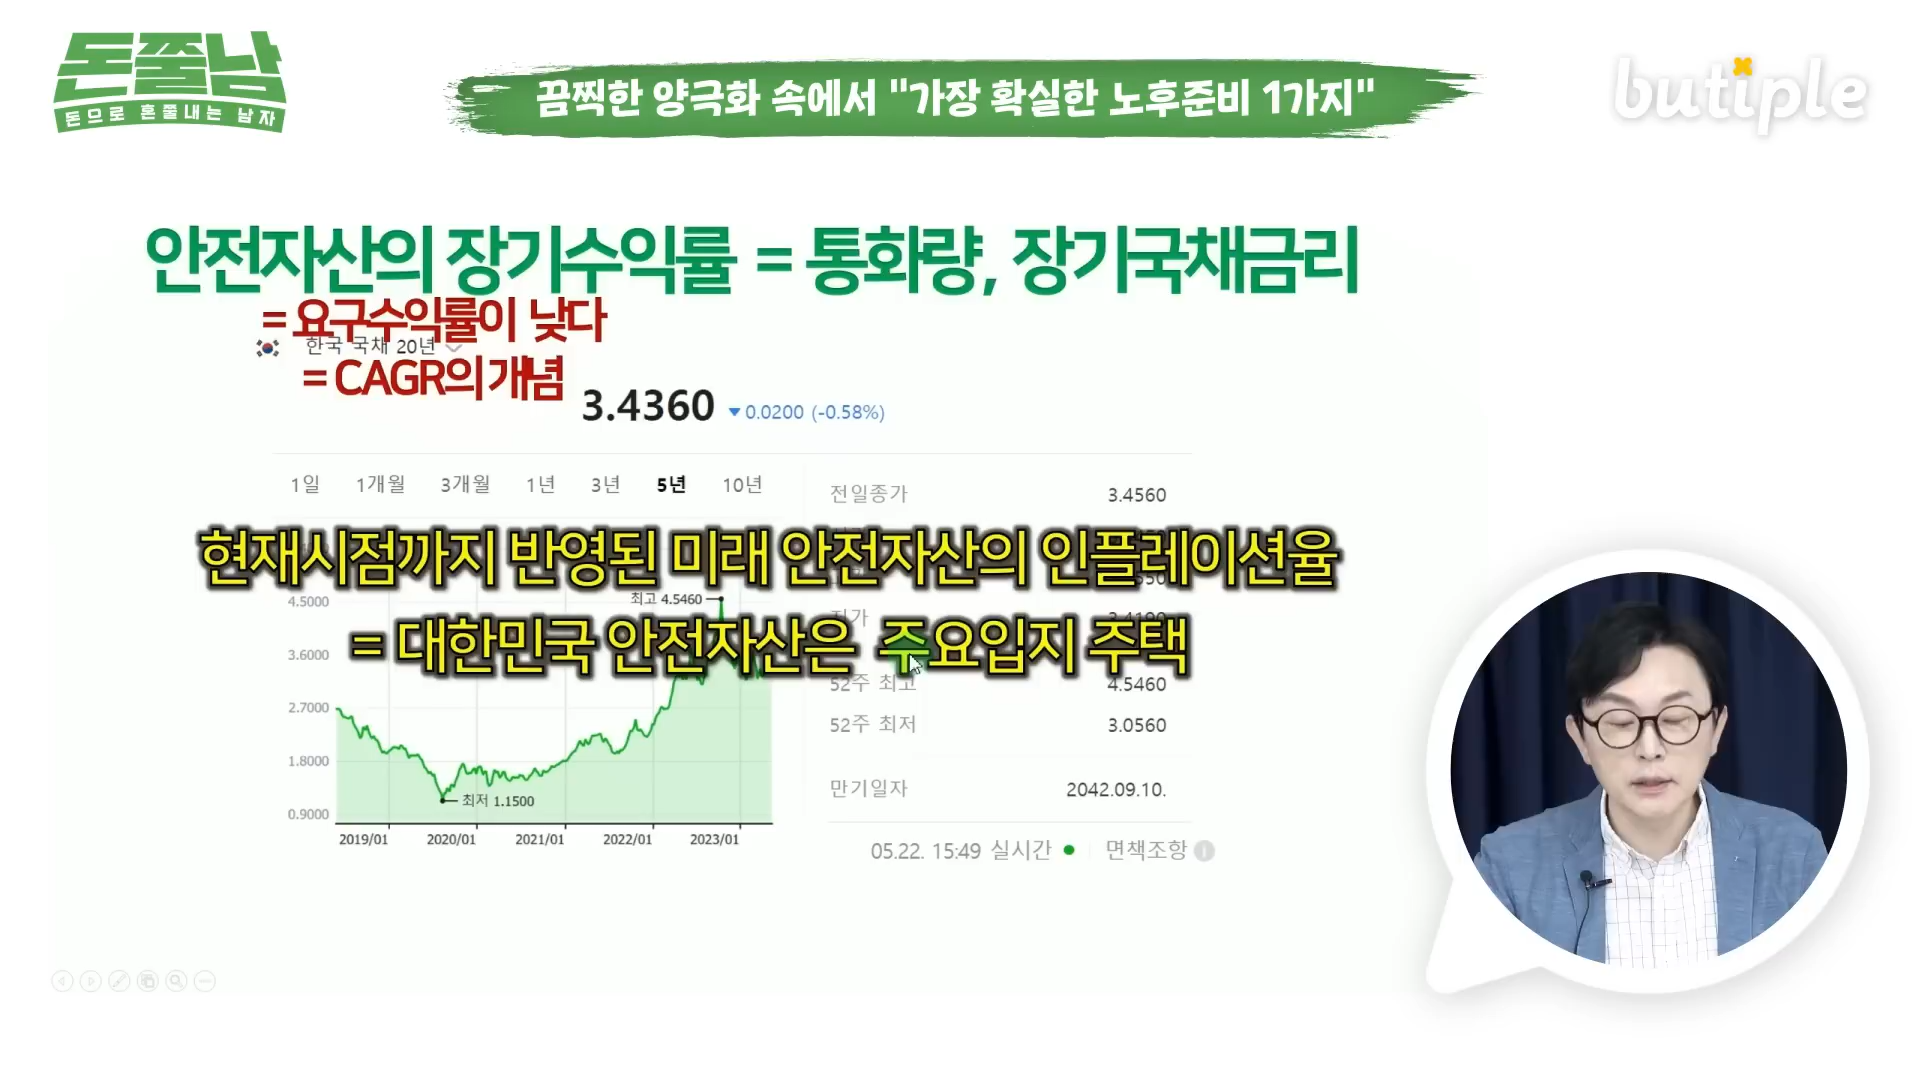 돈쭐남
돈므로 혼쭐내는 남자
끔찍한 양극화 속에서 "가장 확실한 노후준비 1가지"
butiple
안전자산의 장기수익률 = 통화량, 장기국채금리
= 요구수익률이 낮다
한국 국채 20년
= CAGR의 개념
3.4360 ▼0.0200 (-0.58%)
1일 1개월 3개월 1년 3년 5년 10년
전일종가 3.4560
현재시점까지 반영된 미래 안전자산의 인플레이션율
= 대한민국 안전자산은 주요입지 주택
4.5000
3.6000
2.7000
1.8000
0.9000
최고 4.5460
최저 1.1500
2019/01 2020/01 2021/01 2022/01 2023/01
52주 최고 4.5460
52주 최저 3.0560
만기일자 2042.09.10.
05.22. 15:49 실시간 면책조항